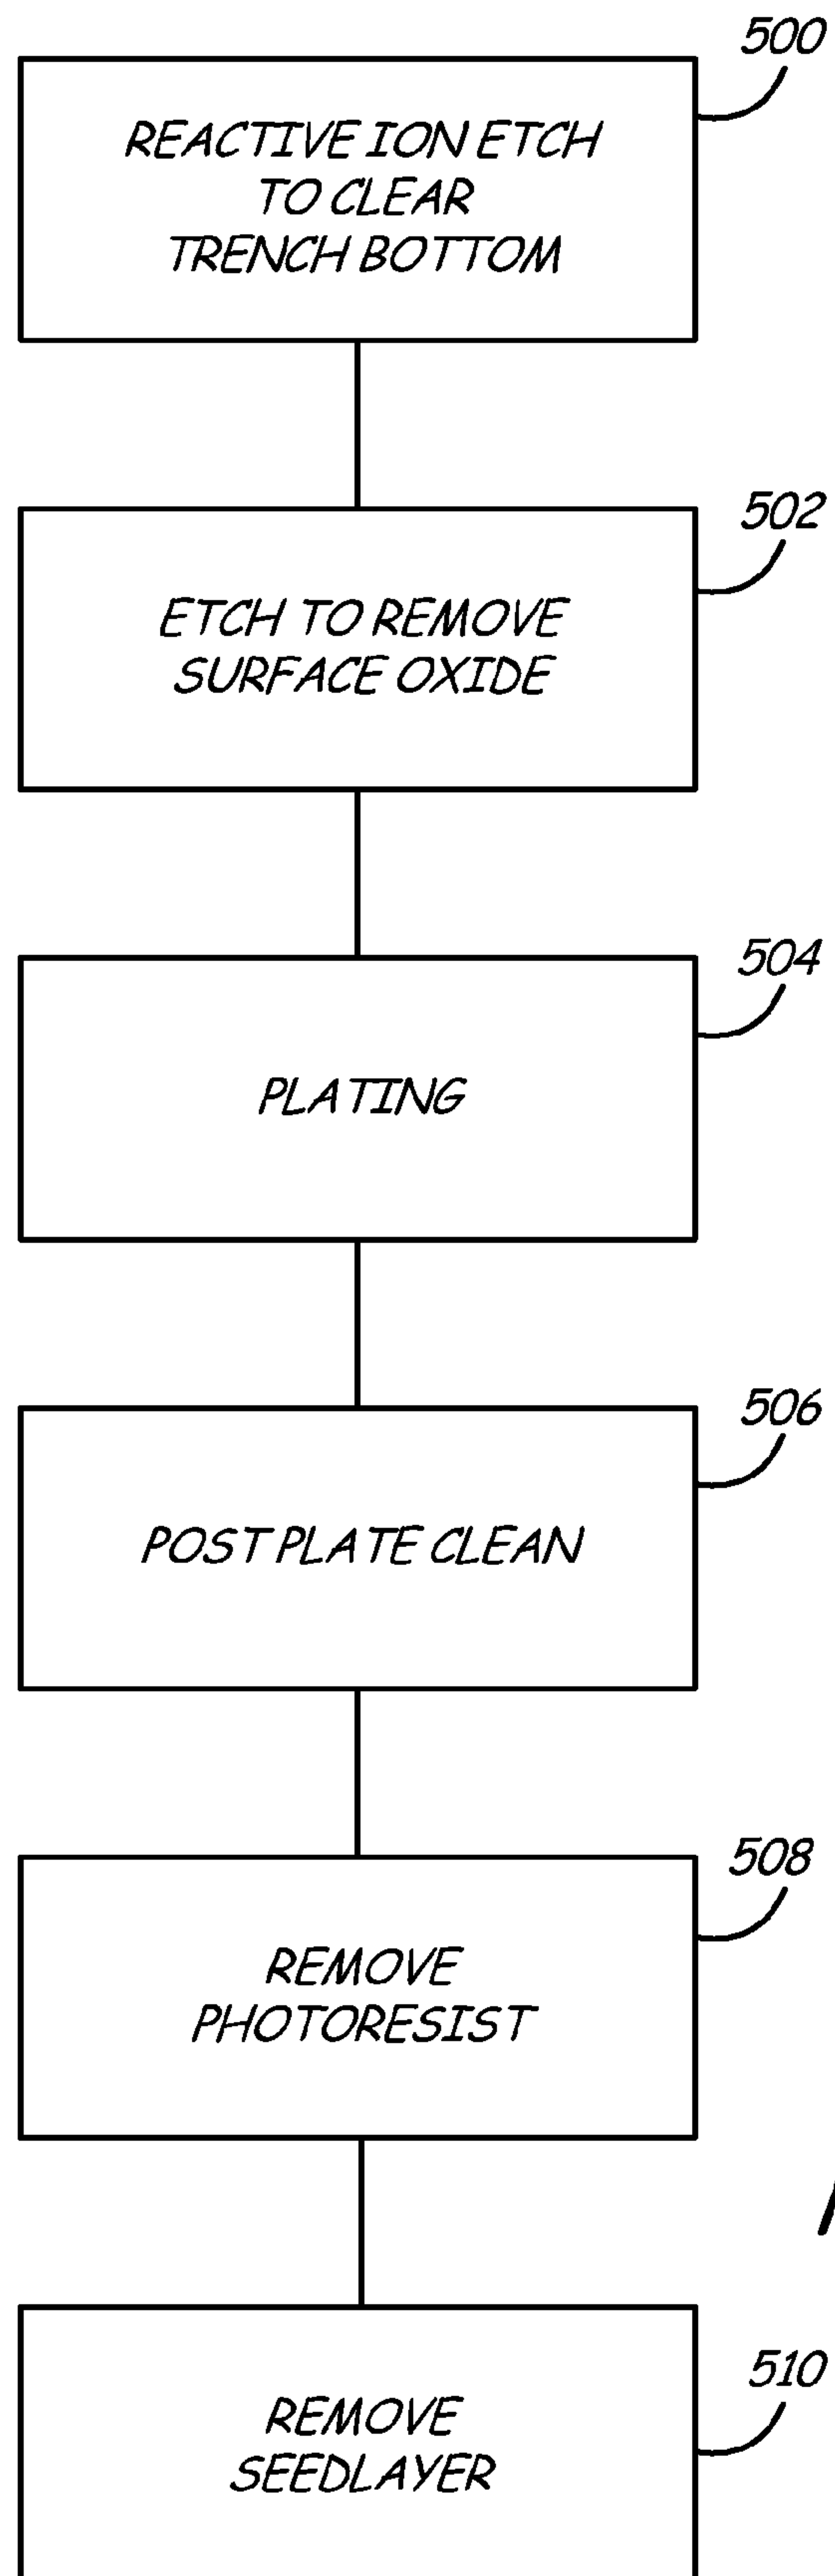 500
REACTIVE ION ETCH
TO CLEAR
TRENCH BOTTOM
502
ETCH TO REMOVE
SURFACE OXIDE
504
PLATING
506
POST PLATE CLEAN
508
REMOVE
PHOTORESIST
510
REMOVE
SEEDLAYER